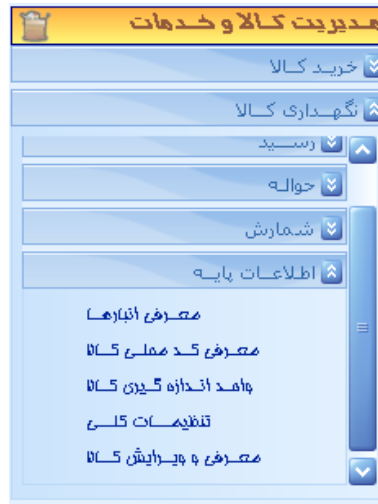 مدیریت کالا و خدمات
خرید کالا
نگهداری کالا
رسید
حواله
شمارش
اطلاعات پایه
معرفی انبارها
معرفی کد محلی کالا
واحد اندازه گیری کالا
تنظیمات کلی
معرفی و ویرایش کالا